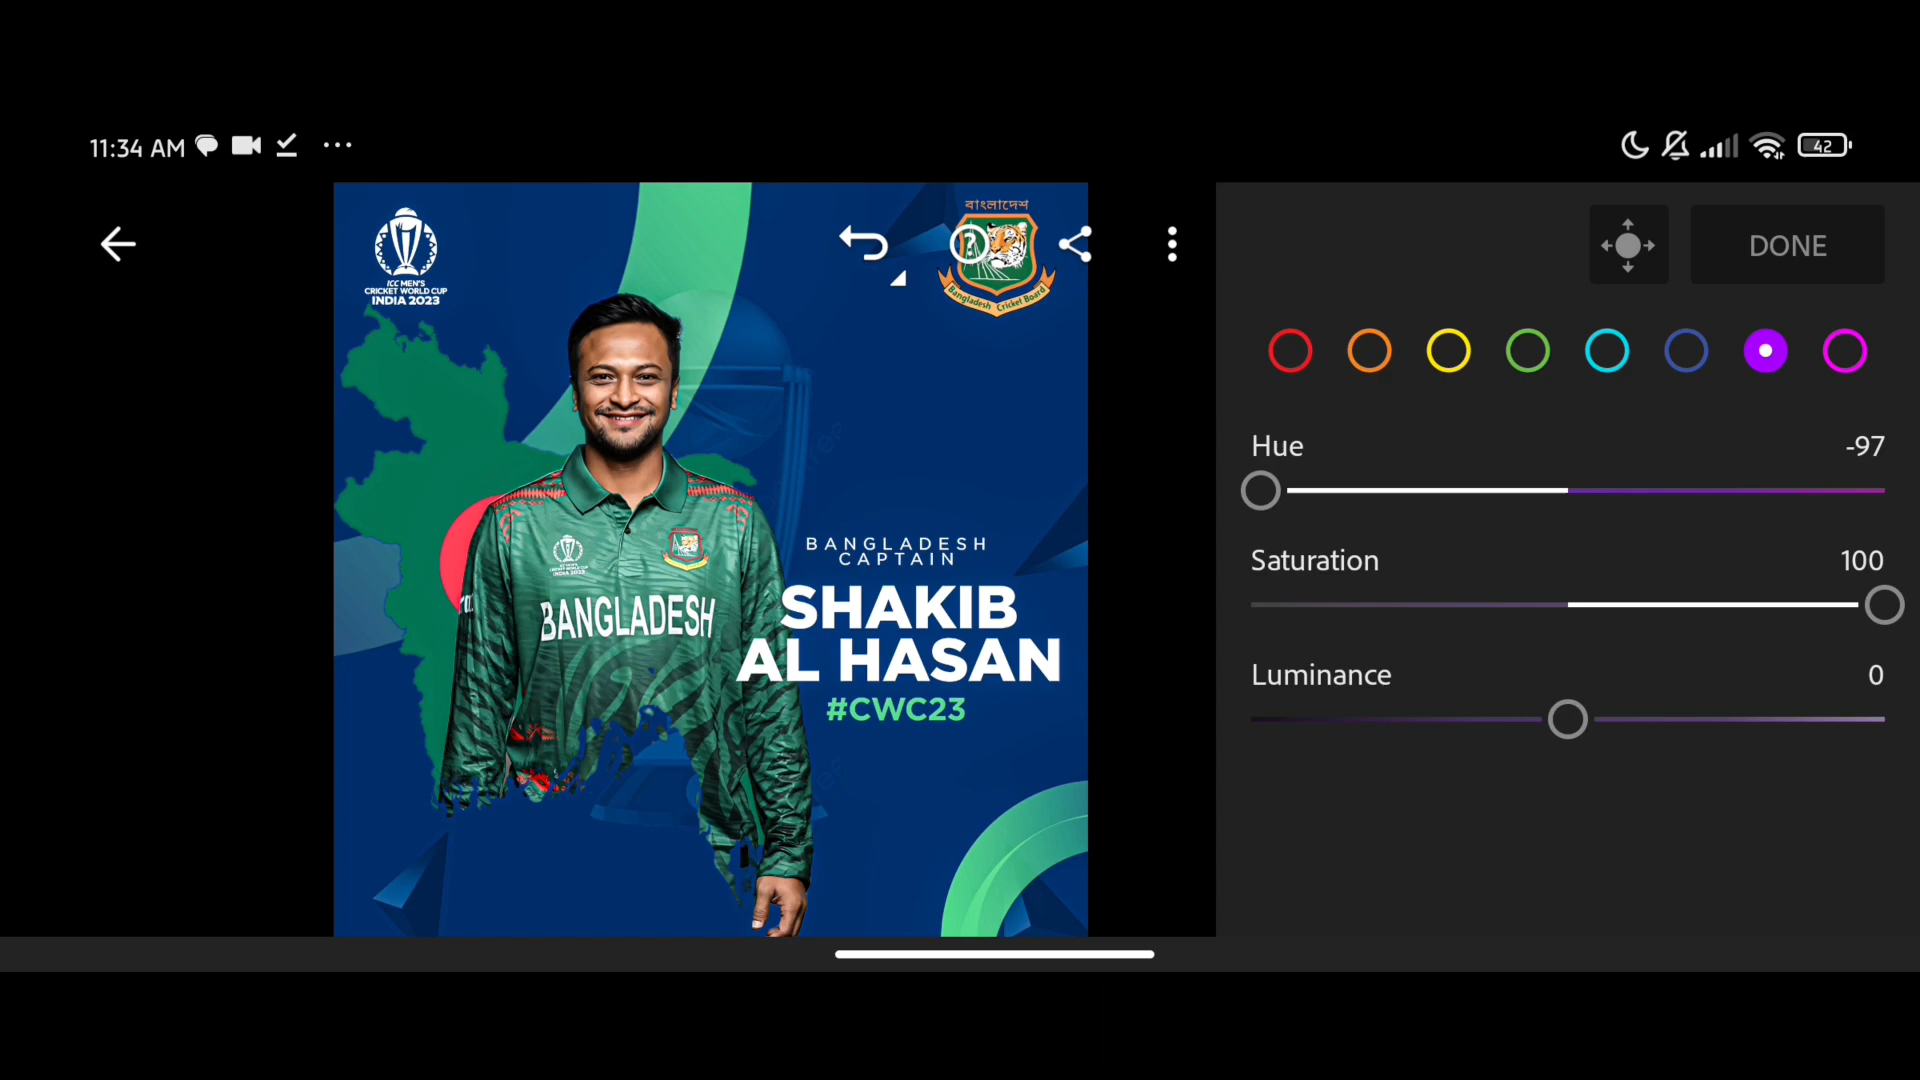 11:34 AM
42
ICC MEN'S
CRICKET WORLD CUP
INDIA 2023
বাংলাদেশ
Bangladesh Cricket Board
BANGLADESH
BANGLADESH
CAPTAIN
SHAKIB
AL HASAN
#CWC23
DONE
Hue -97
Saturation 100
Luminance 0